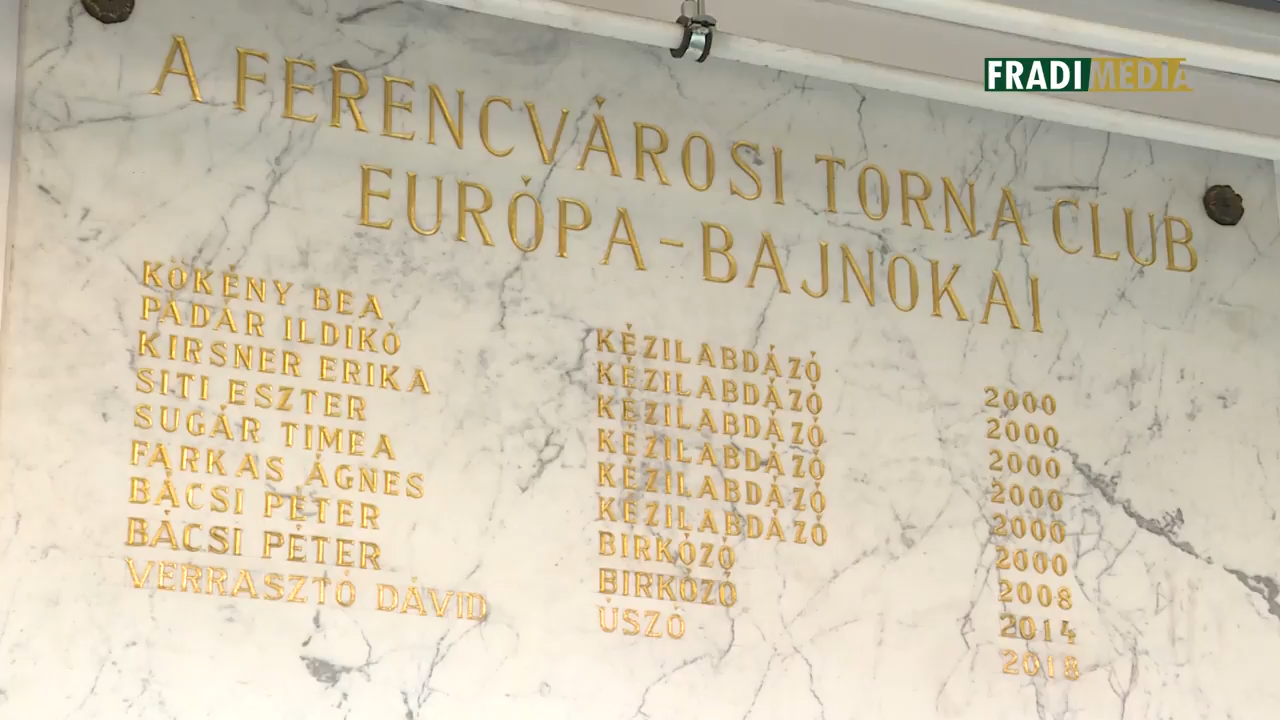 FRADIMEDIA
A FERENCVÁROSI TORNA CLUB
EURÓPA-BAJNOKAI
KÖKÉNY BEA KÉZILABDÁZÓ 2000
PÁDÁR ILDIKÓ KÉZILABDÁZÓ 2000
KIRSNER ERIKA KÉZILABDÁZÓ 2000
SITI ESZTER KÉZILABDÁZÓ 2000
SUGÁR TIMEA KÉZILABDÁZÓ 2000
FARKAS ÁGNES KÉZILABDÁZÓ 2000
BÁCSI PÉTER BIRKÓZÓ 2008
BÁCSI PÉTER BIRKÓZÓ 2014
VERRASZTÓ DÁVID ÚSZÓ 2018